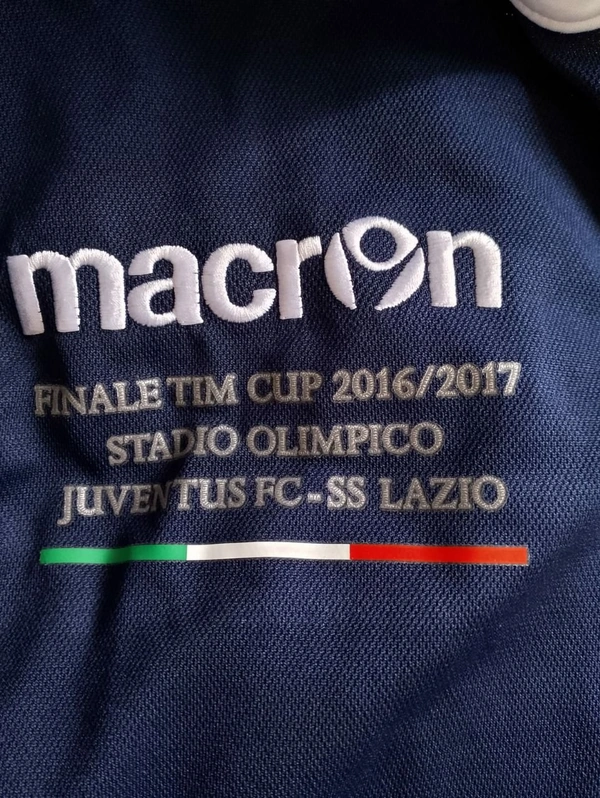 macron
FINALE TIM CUP 2016/2017
STADIO OLIMPICO
JUVENTUS FC-SS LAZIO